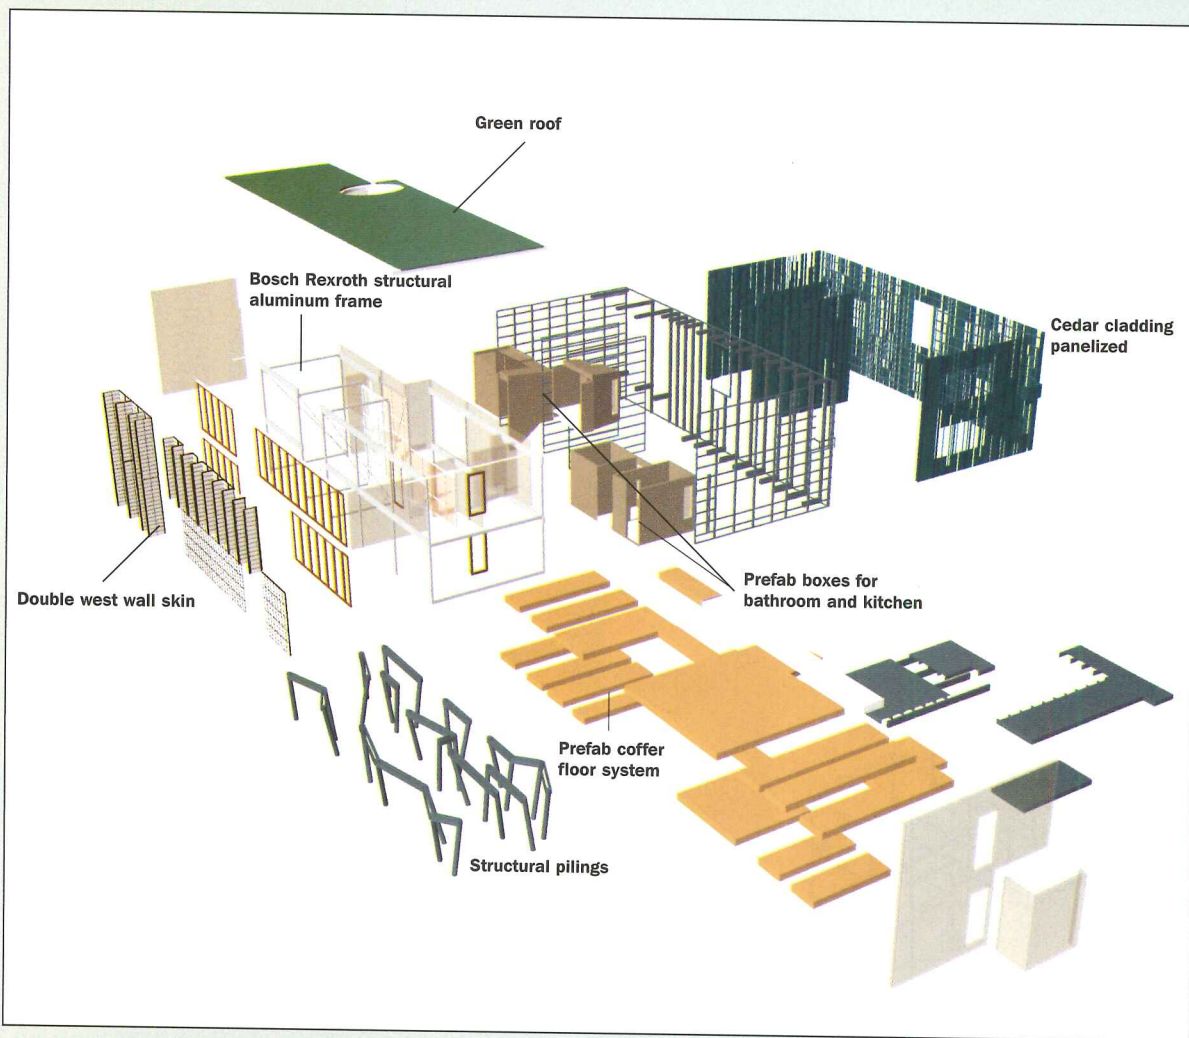 Green roof
Bosch Rexroth structural
aluminum frame
Cedar cladding
panelized
Double west wall skin
Prefab boxes for
bathroom and kitchen
Prefab coffer
floor system
Structural pilings